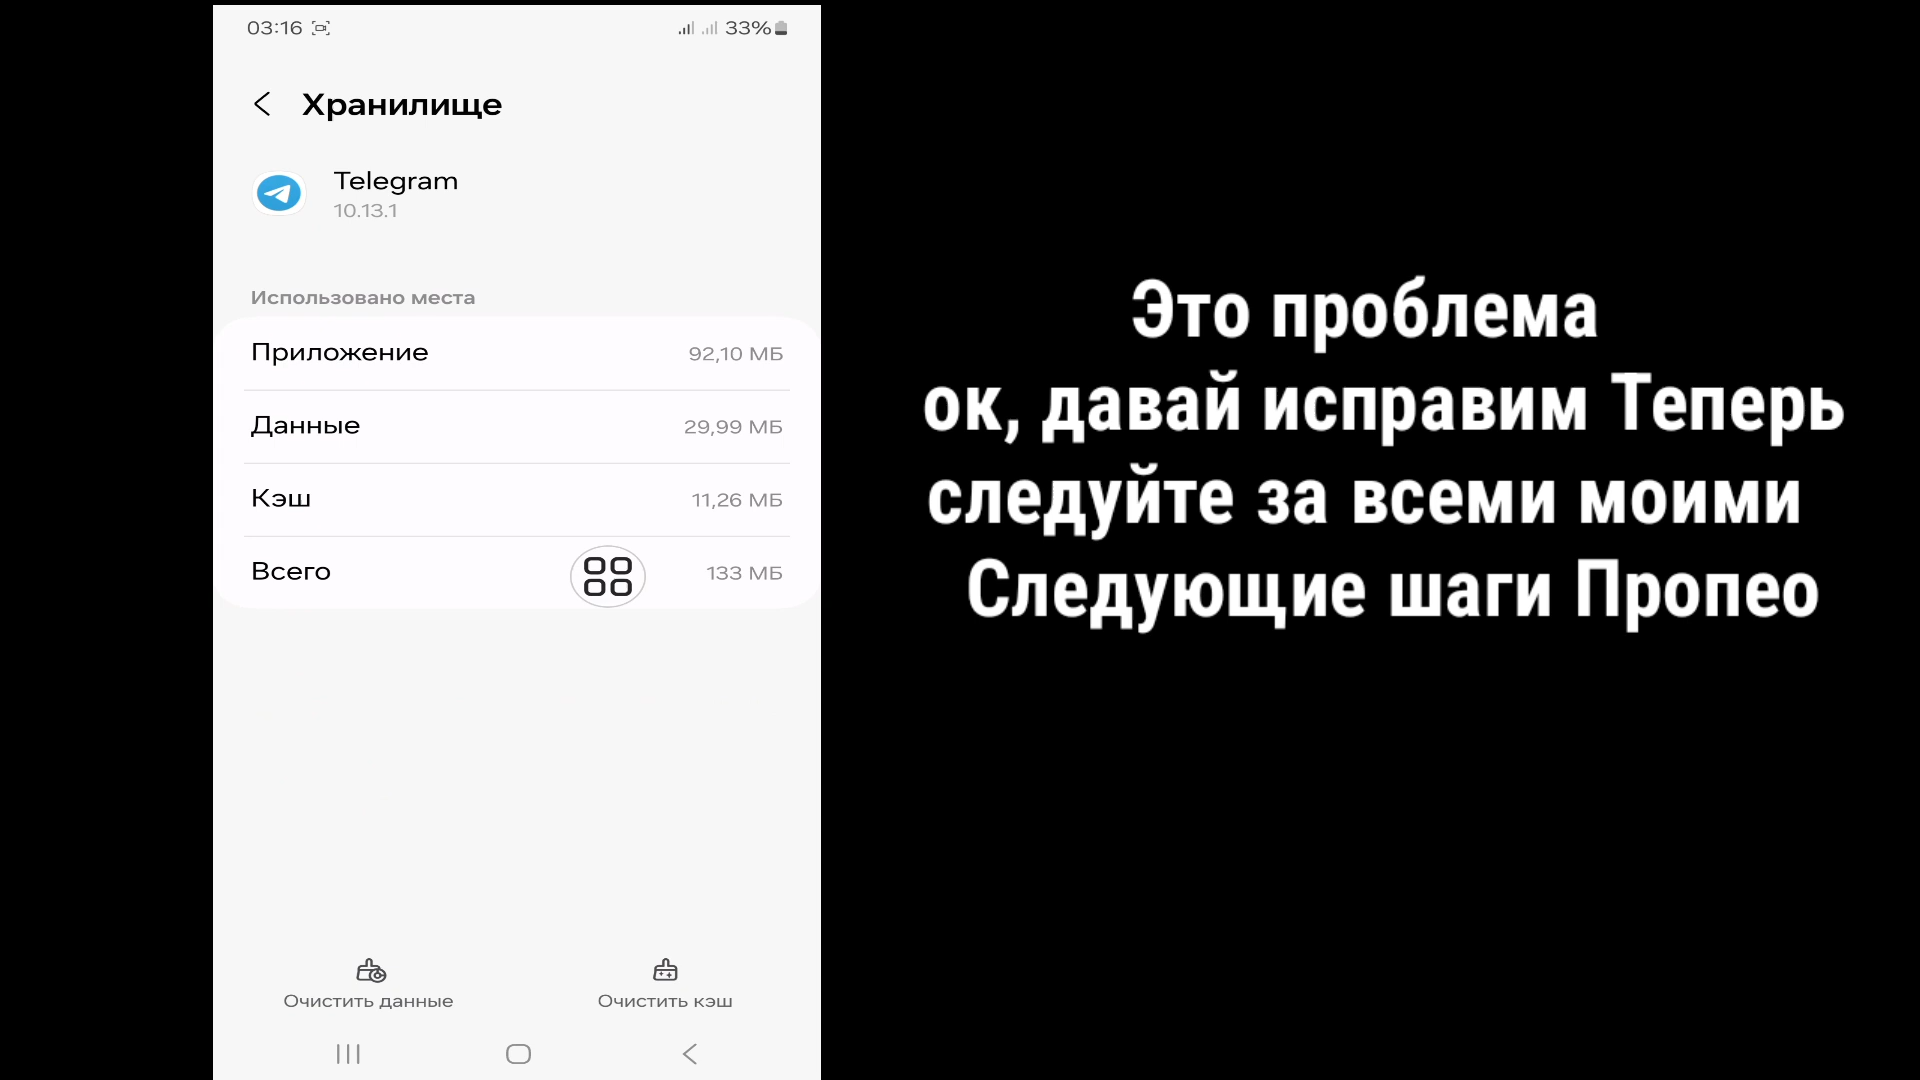 03:16
33%
Хранилище
Telegram
10.13.1
Использовано места
Приложение 92,10 МБ
Данные 29,99 МБ
Кэш 11,26 МБ
Всего 133 МБ
Очистить данные
Очистить кэш
Это проблема
ок, давай исправим Теперь
следуйте за всеми моими
Следующие шаги Пропео